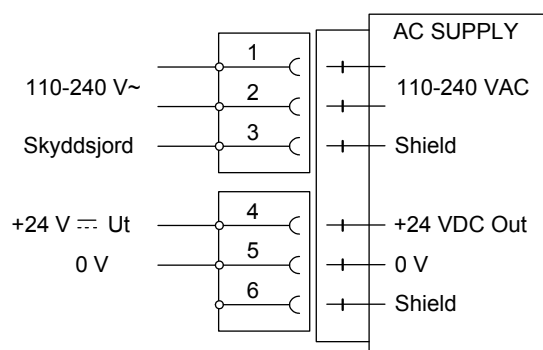 AC SUPPLY
1
110-240 V~
2
110-240 VAC
Skyddsjord
3
Shield
+24 V ⎓ Ut
4
+24 VDC Out
0 V
5
0 V
6
Shield